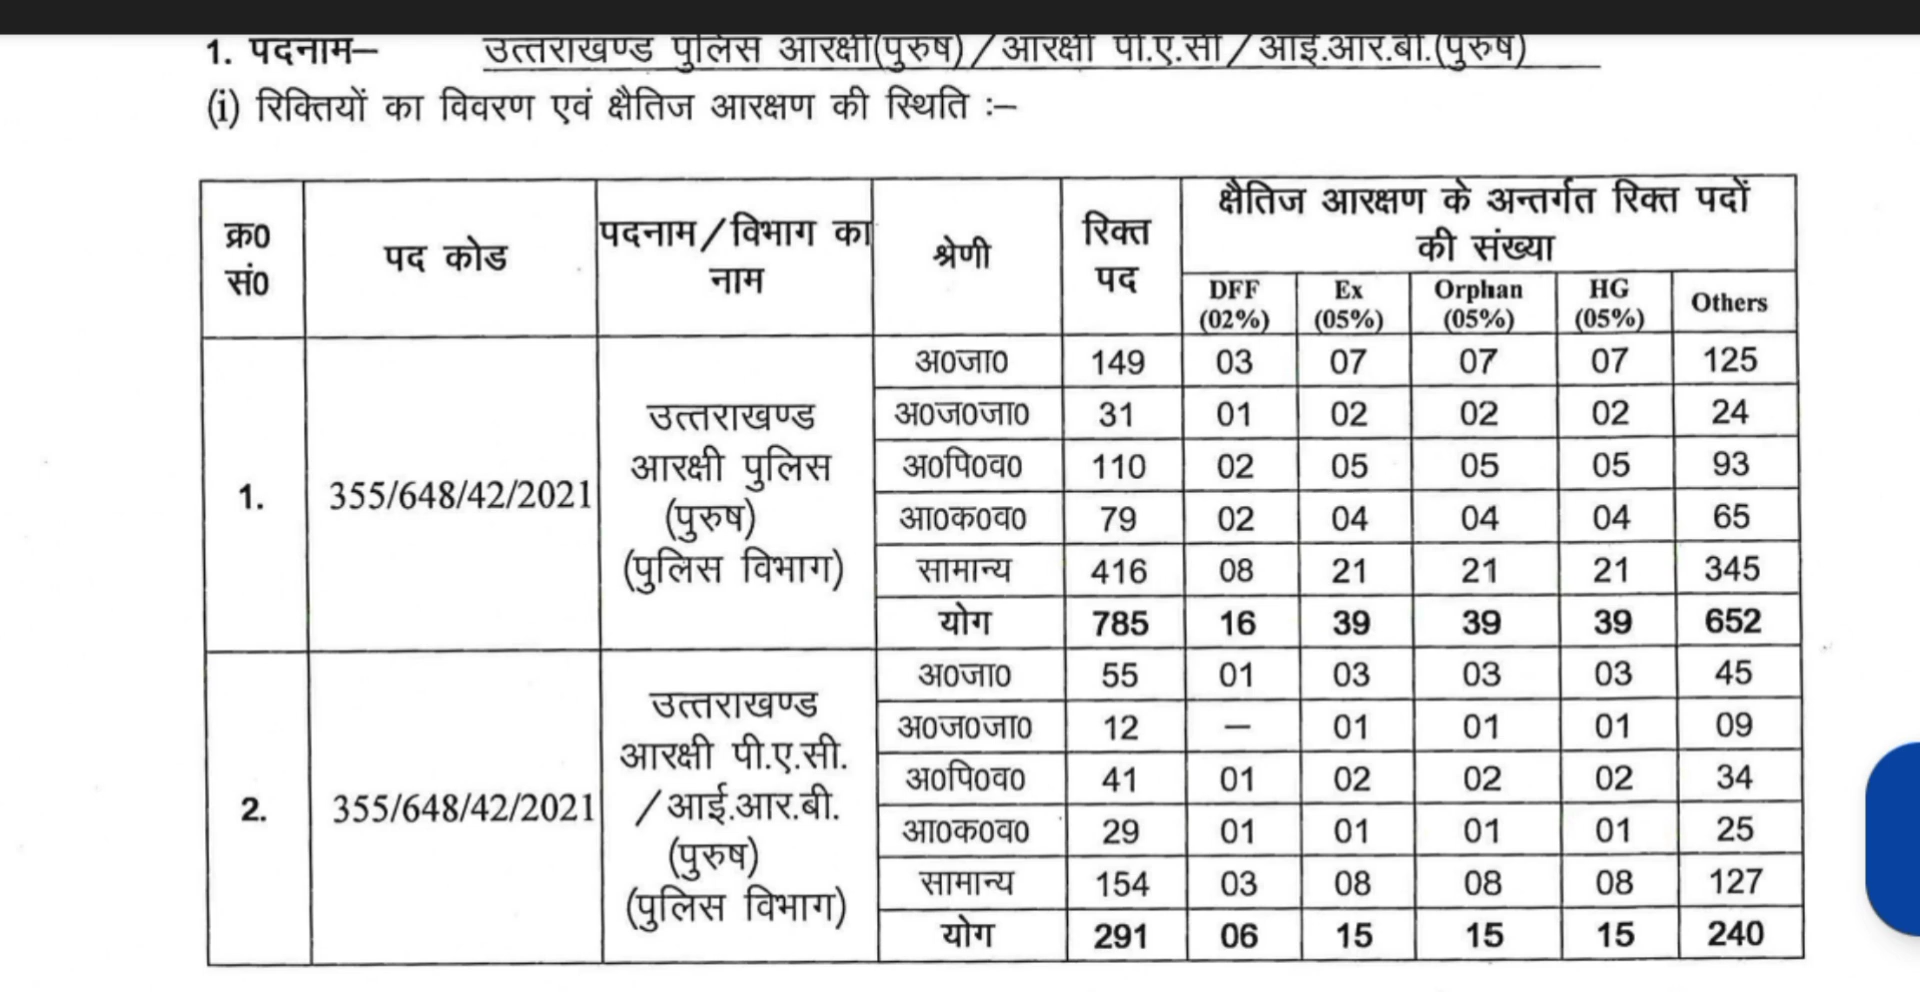 1. पदनाम– उत्तराखण्ड पुलिस आरक्षी(पुरुष)/आरक्षी पी.ए.सी/आई.आर.बी.(पुरुष)
(i) रिक्तियों का विवरण एवं क्षैतिज आरक्षण की स्थिति :–
क्र0 सं0 पद कोड पदनाम/विभाग का नाम श्रेणी रिक्त पद क्षैतिज आरक्षण के अन्तर्गत रिक्त पदों की संख्या
DFF (02%) Ex (05%) Orphan (05%) HG (05%) Others
1. 355/648/42/2021 उत्तराखण्ड आरक्षी पुलिस (पुरुष) (पुलिस विभाग)
अ0जा0 149 03 07 07 07 125
अ0ज0जा0 31 01 02 02 02 24
अ0पि0व0 110 02 05 05 05 93
आ0क0व0 79 02 04 04 04 65
सामान्य 416 08 21 21 21 345
योग 785 16 39 39 39 652
2. 355/648/42/2021 उत्तराखण्ड आरक्षी पी.ए.सी. /आई.आर.बी. (पुरुष) (पुलिस विभाग)
अ0जा0 55 01 03 03 03 45
अ0ज0जा0 12 – 01 01 01 09
अ0पि0व0 41 01 02 02 02 34
आ0क0व0 29 01 01 01 01 25
सामान्य 154 03 08 08 08 127
योग 291 06 15 15 15 240